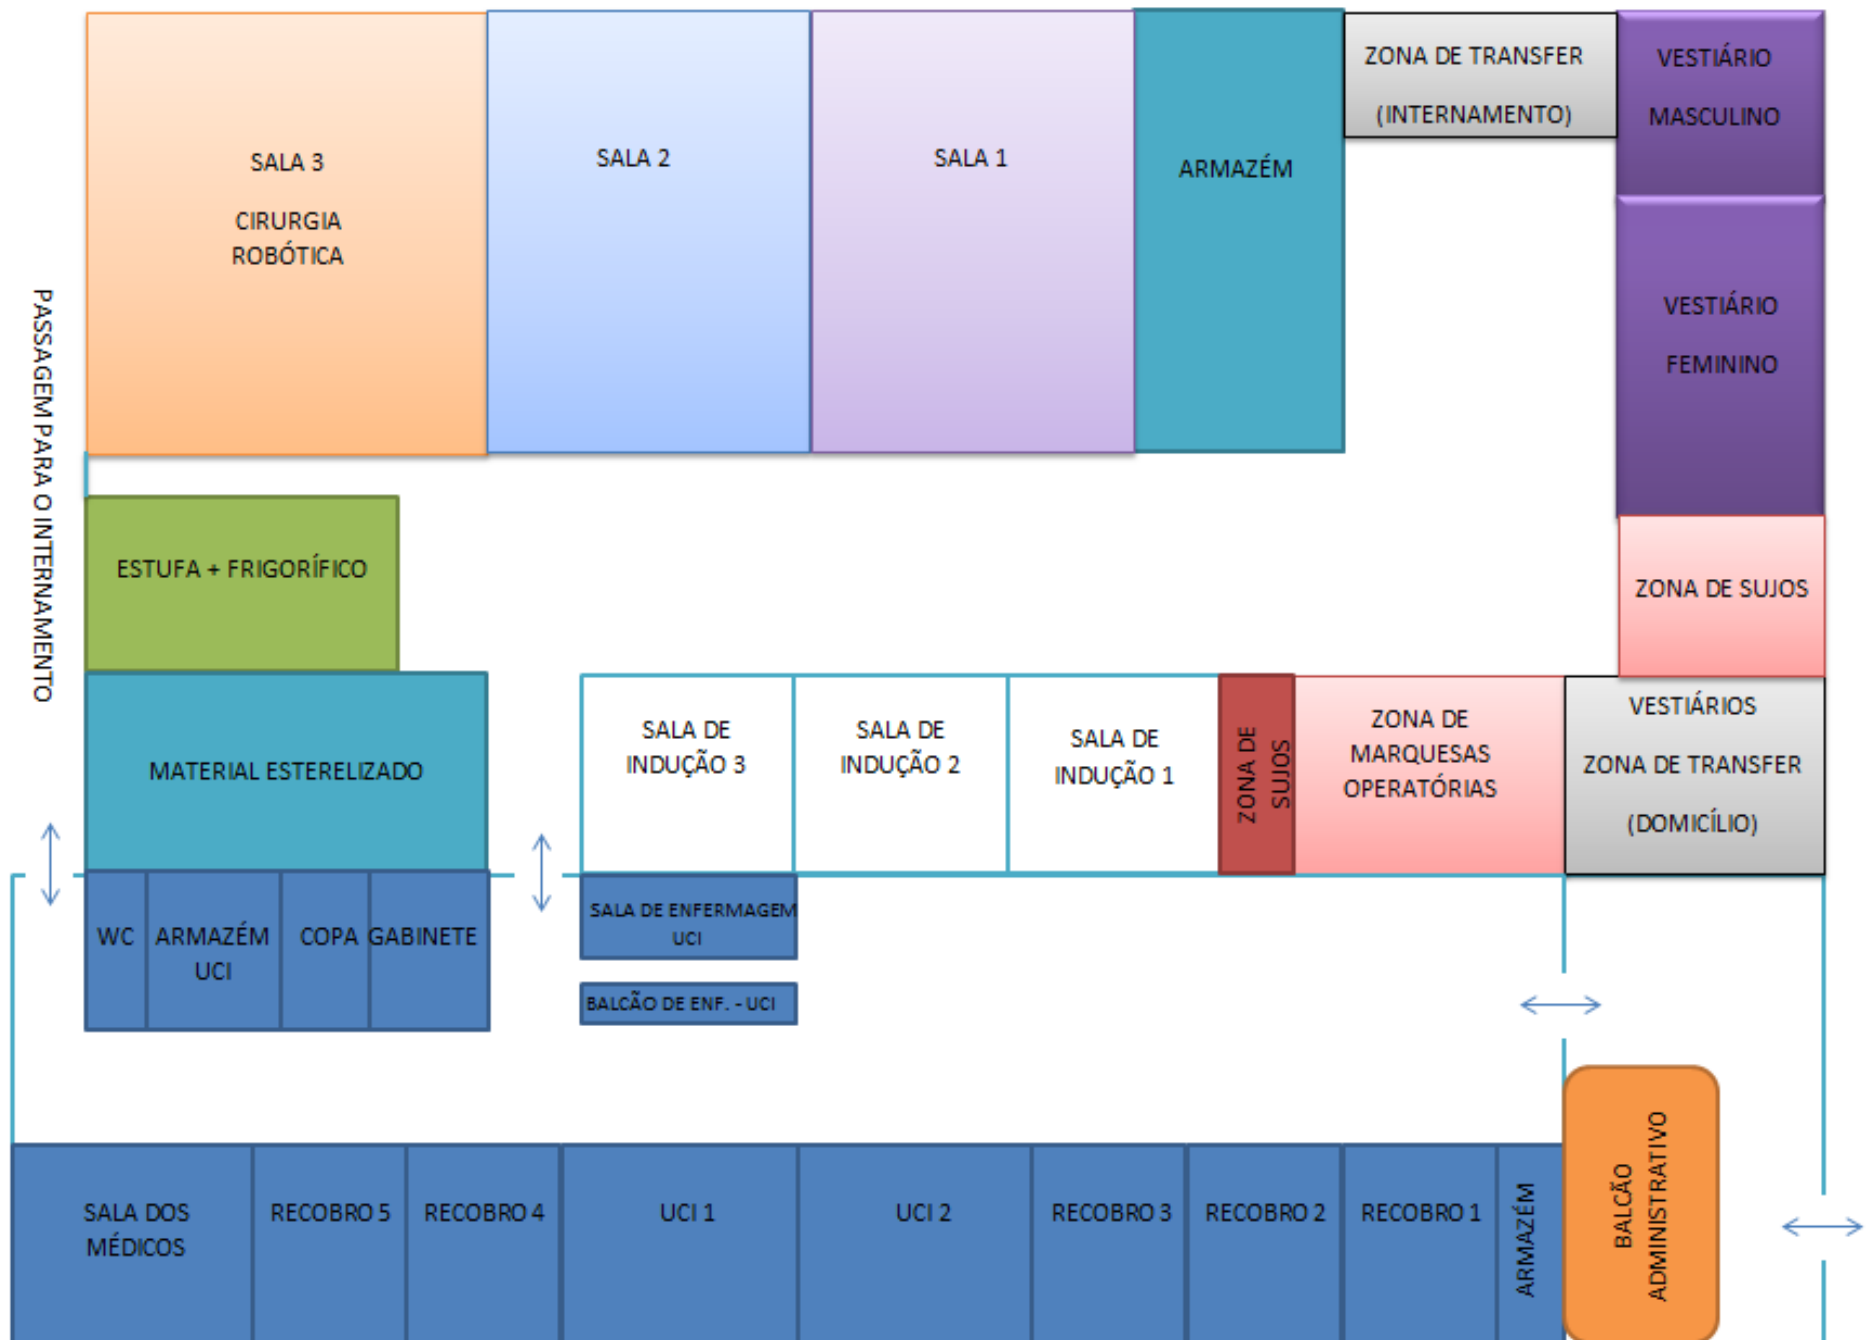 ZONA DE TRANSFER
(INTERNAMENTO)
VESTIÁRIO
MASCULINO
SALA 3
CIRURGIA
ROBÓTICA
SALA 2
SALA 1
ARMAZÉM
VESTIÁRIO
FEMININO
PASSAGEM PARA O INTERNAMENTO
ESTUFA + FRIGORÍFICO
ZONA DE SUJOS
MATERIAL ESTERELIZADO
SALA DE
INDUÇÃO 3
SALA DE
INDUÇÃO 2
SALA DE
INDUÇÃO 1
ZONA DE
SUJOS
ZONA DE
MARQUESAS
OPERATÓRIAS
VESTIÁRIOS
ZONA DE TRANSFER
(DOMICÍLIO)
WC
ARMAZÉM
UCI
COPA
GABINETE
SALA DE ENFERMAGEM
UCI
BALCÃO DE ENF. - UCI
SALA DOS
MÉDICOS
RECOBRO 5
RECOBRO 4
UCI 1
UCI 2
RECOBRO 3
RECOBRO 2
RECOBRO 1
ARMAZÉM
BALCÃO
ADMINISTRATIVO